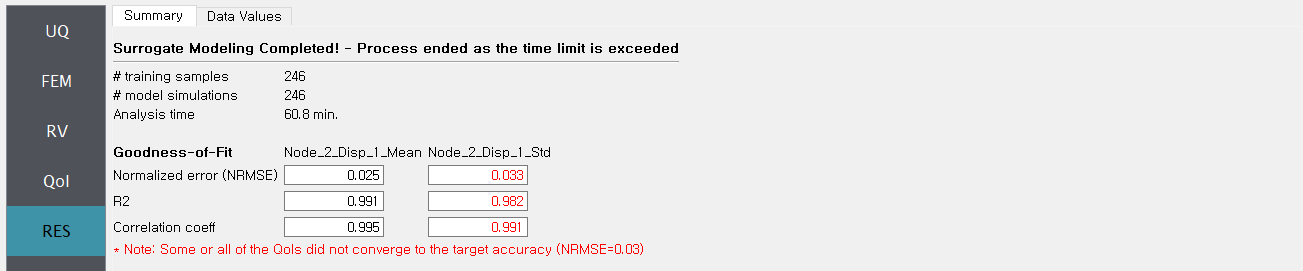 UQ
FEM
RV
QoI
RES
Summary Data Values
Surrogate Modeling Completed! - Process ended as the time limit is exceeded
# training samples 246
# model simulations 246
Analysis time 60.8 min.
Goodness-of-Fit Node_2_Disp_1_Mean Node_2_Disp_1_Std
Normalized error (NRMSE) 0.025 0.033
R2 0.991 0.982
Correlation coeff 0.995 0.991
* Note: Some or all of the QoIs did not converge to the target accuracy (NRMSE=0.03)